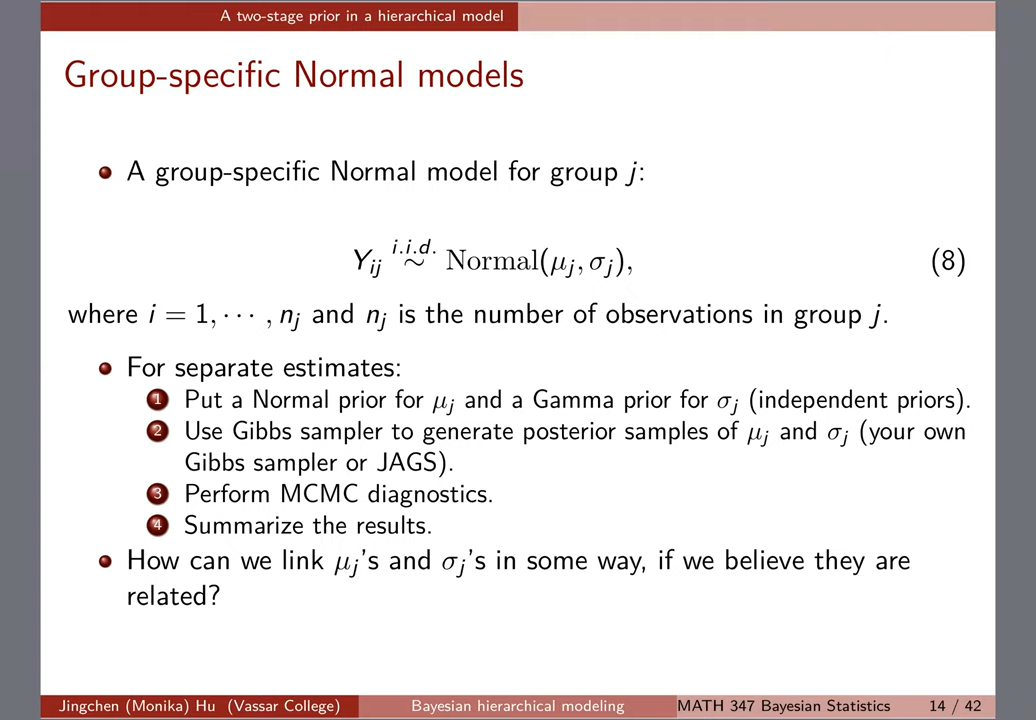 A two-stage prior in a hierarchical model
Group-specific Normal models
A group-specific Normal model for group j:
Y_ij i.i.d. ~ Normal(μ_j, σ_j), (8)
where i = 1, ⋯ , n_j and n_j is the number of observations in group j.
For separate estimates:
1 Put a Normal prior for μ_j and a Gamma prior for σ_j (independent priors).
2 Use Gibbs sampler to generate posterior samples of μ_j and σ_j (your own
Gibbs sampler or JAGS).
3 Perform MCMC diagnostics.
4 Summarize the results.
How can we link μ_j's and σ_j's in some way, if we believe they are
related?
Jingchen (Monika) Hu (Vassar College) Bayesian hierarchical modeling MATH 347 Bayesian Statistics 14 / 42